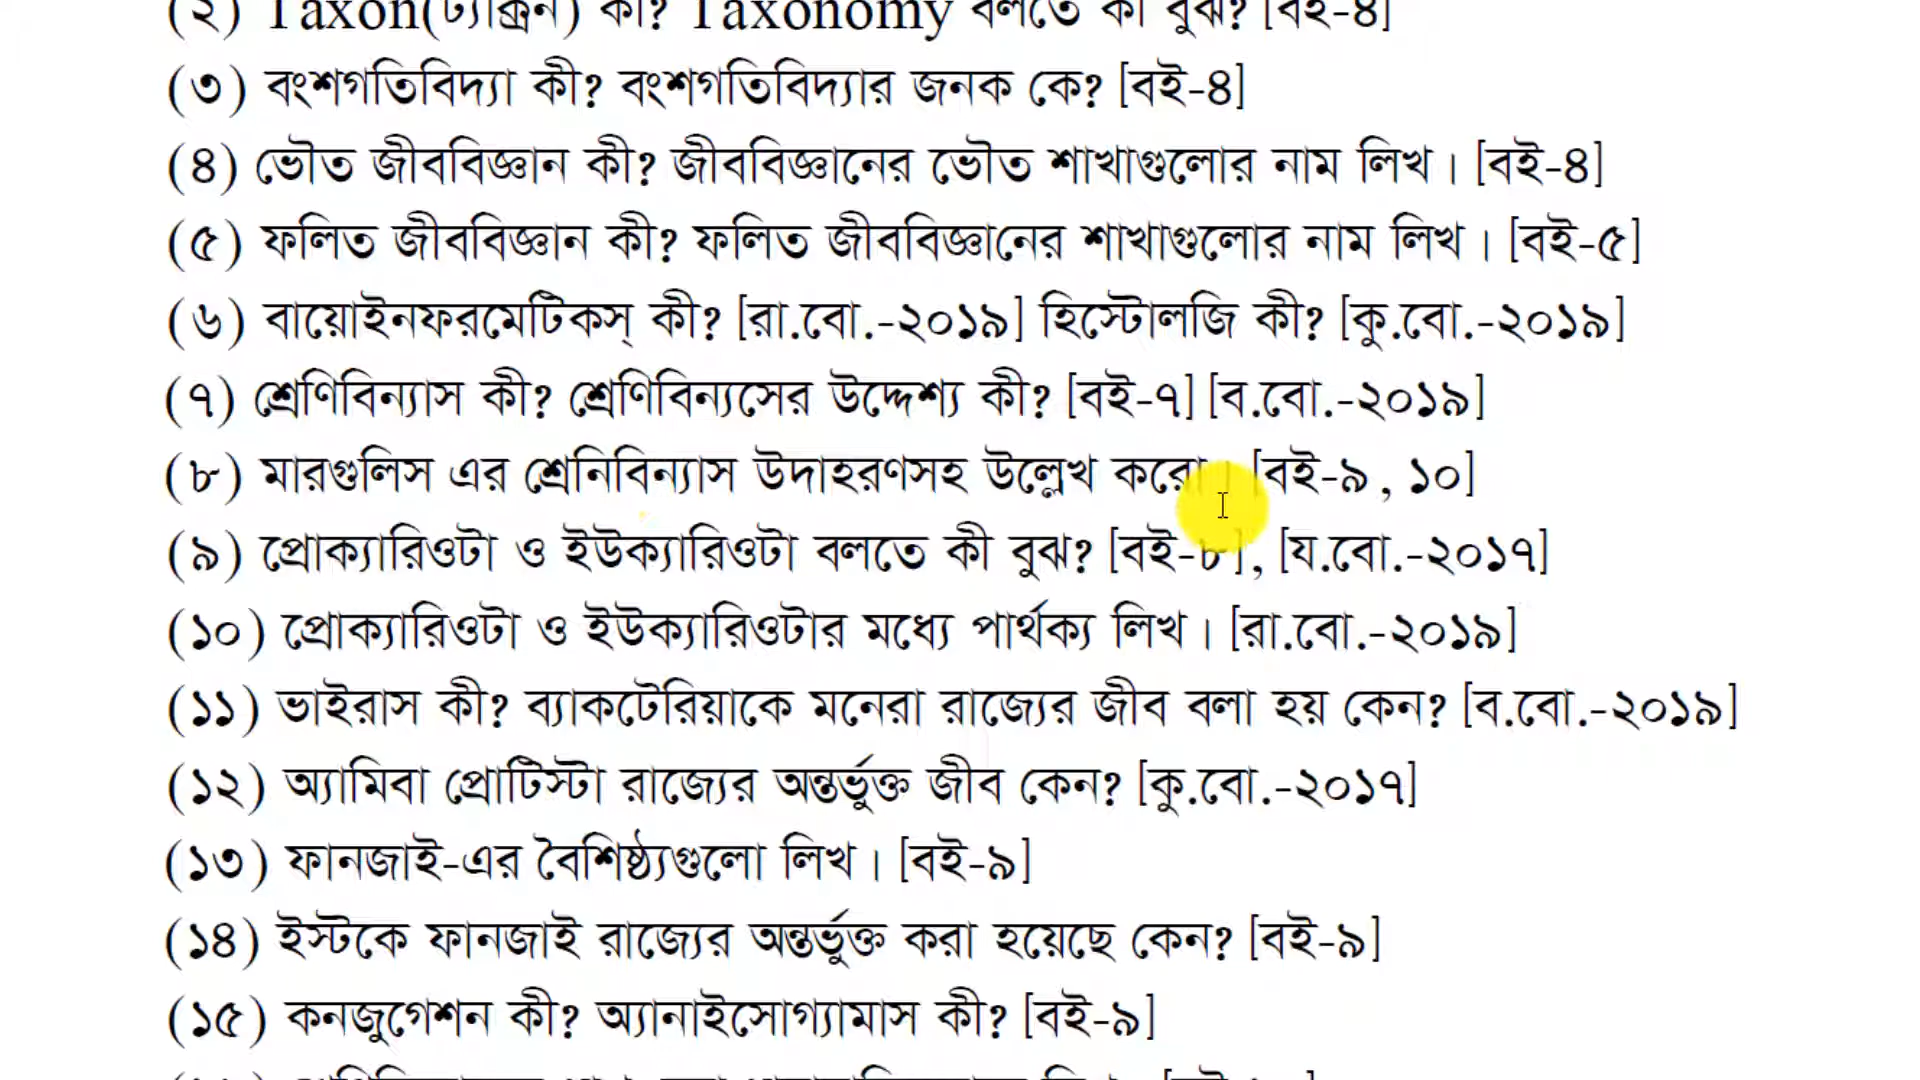 (২) Taxon(ট্যাক্সন) কী? Taxonomy বলতে কী বুঝ? [বই-৪]
(৩) বংশগতিবিদ্যা কী? বংশগতিবিদ্যার জনক কে? [বই-৪]
(৪) ভৌত জীববিজ্ঞান কী? জীববিজ্ঞানের ভৌত শাখাগুলোর নাম লিখ। [বই-৪]
(৫) ফলিত জীববিজ্ঞান কী? ফলিত জীববিজ্ঞানের শাখাগুলোর নাম লিখ। [বই-৫]
(৬) বায়োইনফরমেটিকস্ কী? [রা.বো.-২০১৯] হিস্টোলজি কী? [কু.বো.-২০১৯]
(৭) শ্রেণিবিন্যাস কী? শ্রেণিবিন্যসের উদ্দেশ্য কী? [বই-৭] [ব.বো.-২০১৯]
(৮) মারগুলিস এর শ্রেনিবিন্যাস উদাহরণসহ উল্লেখ করো। [বই-৯ , ১০]
(৯) প্রোক্যারিওটা ও ইউক্যারিওটা বলতে কী বুঝ? [বই-৮], [য.বো.-২০১৭]
(১০) প্রোক্যারিওটা ও ইউক্যারিওটার মধ্যে পার্থক্য লিখ। [রা.বো.-২০১৯]
(১১) ভাইরাস কী? ব্যাকটেরিয়াকে মনেরা রাজ্যের জীব বলা হয় কেন? [ব.বো.-২০১৯]
(১২) অ্যামিবা প্রোটিস্টা রাজ্যের অন্তর্ভুক্ত জীব কেন? [কু.বো.-২০১৭]
(১৩) ফানজাই-এর বৈশিষ্ঠ্যগুলো লিখ। [বই-৯]
(১৪) ইস্টকে ফানজাই রাজ্যের অন্তর্ভুক্ত করা হয়েছে কেন? [বই-৯]
(১৫) কনজুগেশন কী? অ্যানাইসোগ্যামাস কী? [বই-৯]